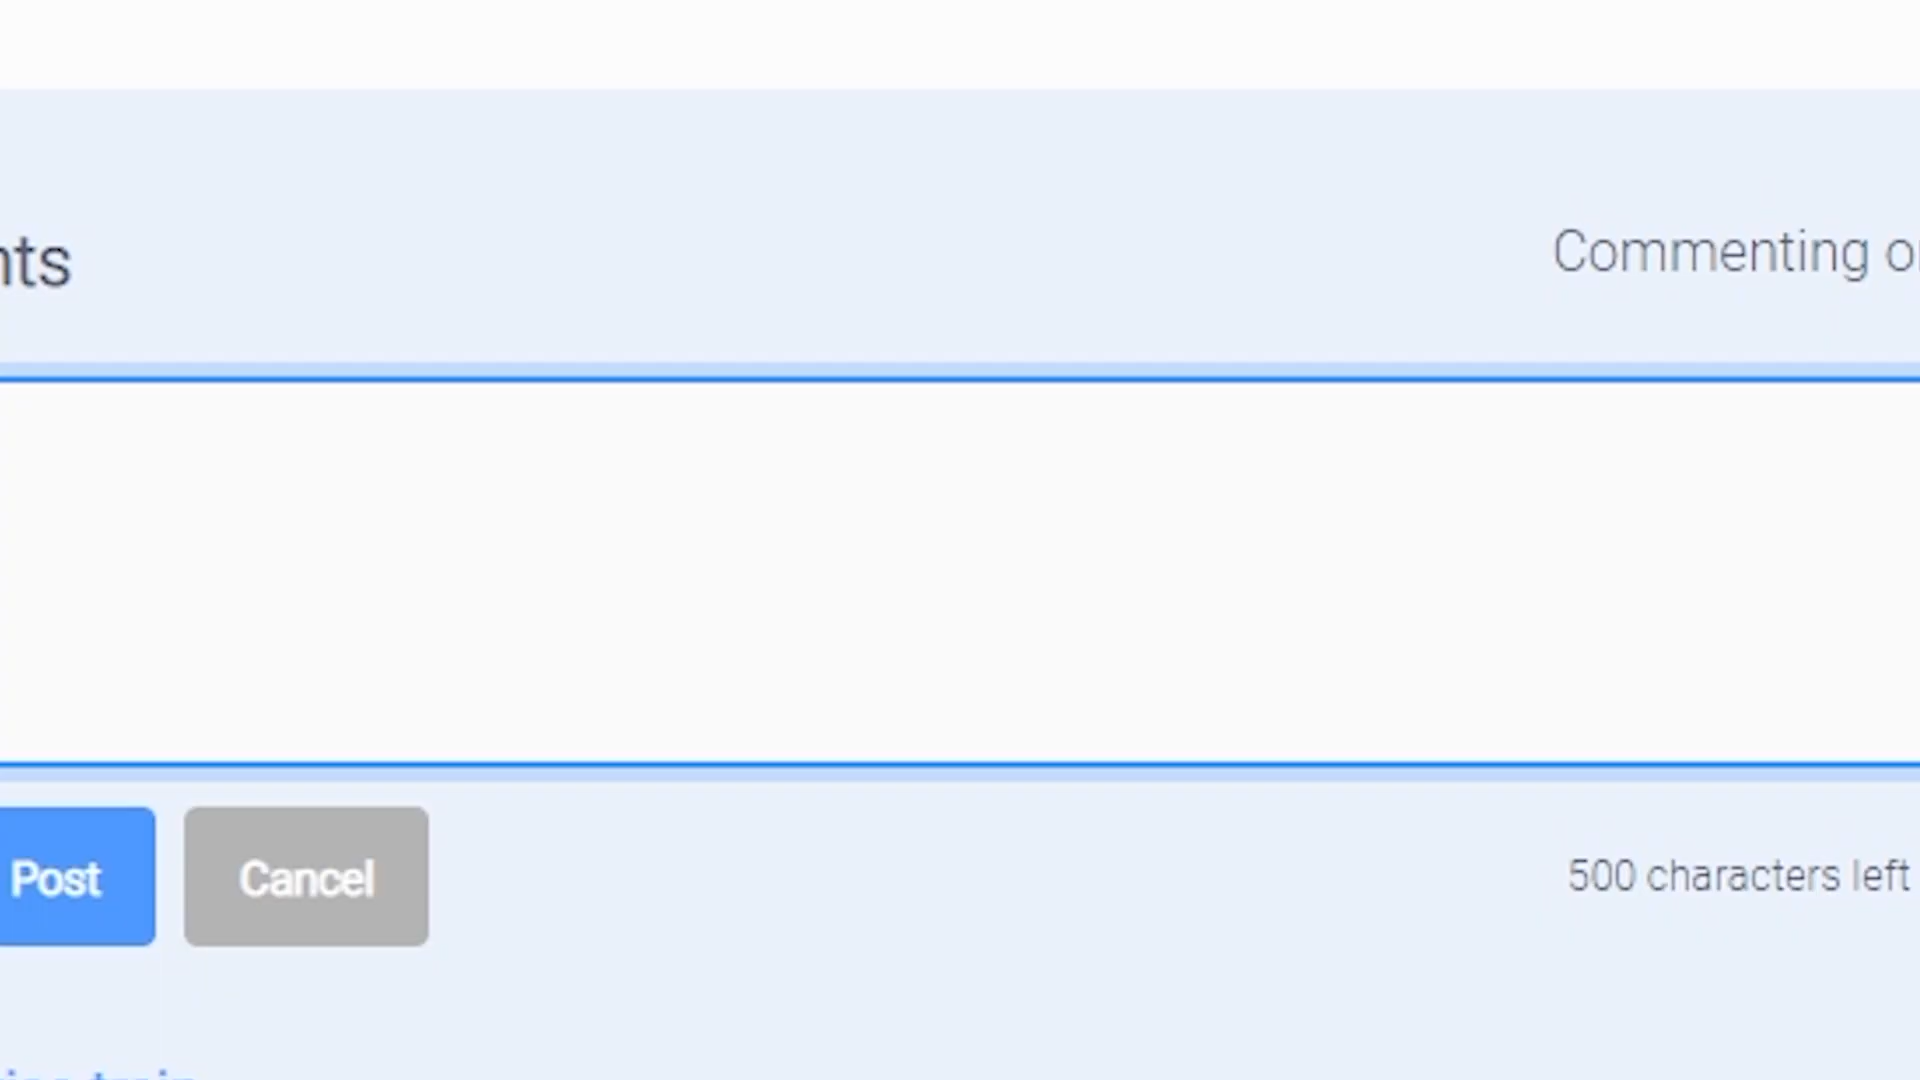 nts
Commenting
Post
Cancel
500 characters left